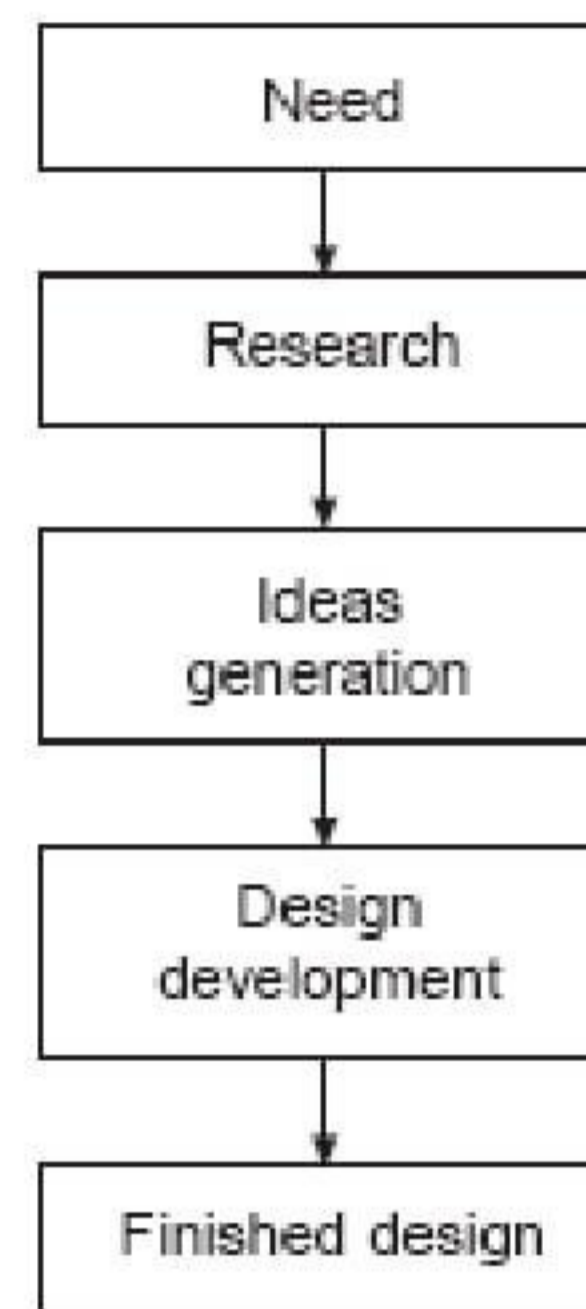 Need
Research
Ideas
generation
Design
development
Finished design